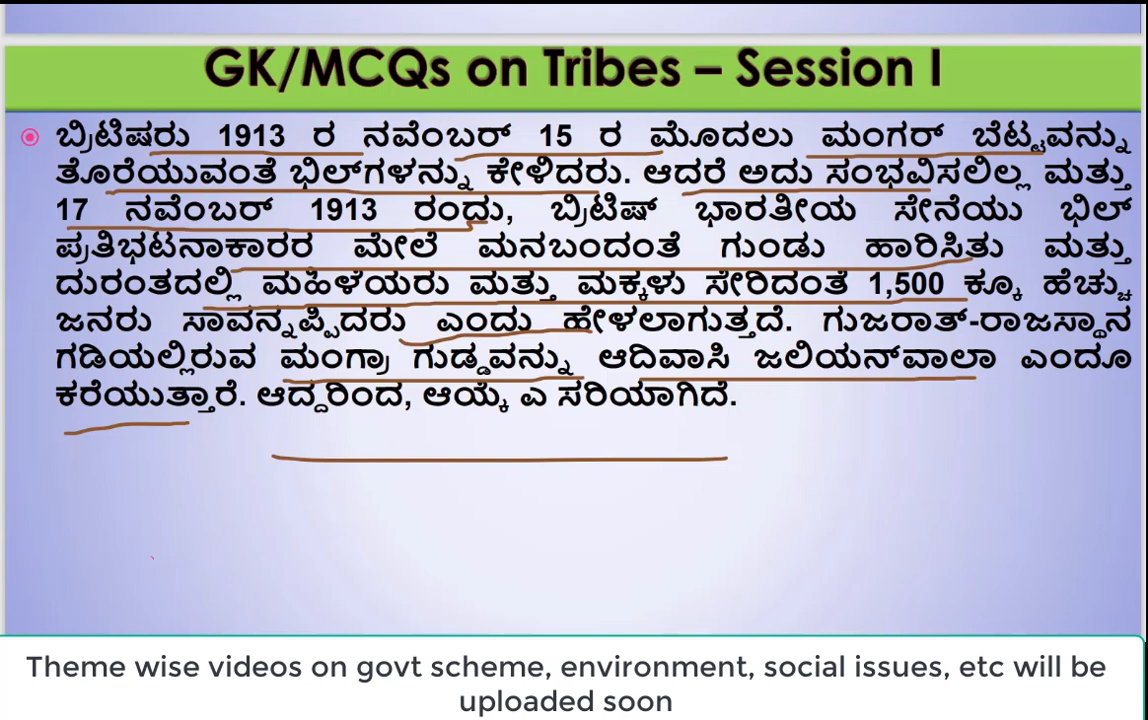 GK/MCQs on Tribes – Session I
ಬ್ರಿಟಿಷರು 1913 ರ ನವೆಂಬರ್ 15 ರ ಮೊದಲು ಮಂಗರ್ ಬೆಟ್ಟವನ್ನು
ತೊರೆಯುವಂತೆ ಭಿಲ್‌ಗಳನ್ನು ಕೇಳಿದರು. ಆದರೆ ಅದು ಸಂಭವಿಸಲಿಲ್ಲ ಮತ್ತು
17 ನವೆಂಬರ್ 1913 ರಂದು, ಬ್ರಿಟಿಷ್ ಭಾರತೀಯ ಸೇನೆಯು ಭಿಲ್
ಪ್ರತಿಭಟನಾಕಾರರ ಮೇಲೆ ಮನಬಂದಂತೆ ಗುಂಡು ಹಾರಿಸಿತು ಮತ್ತು
ದುರಂತದಲ್ಲಿ ಮಹಿಳೆಯರು ಮತ್ತು ಮಕ್ಕಳು ಸೇರಿದಂತೆ 1,500 ಕ್ಕೂ ಹೆಚ್ಚು
ಜನರು ಸಾವನ್ನಪ್ಪಿದರು ಎಂದು ಹೇಳಲಾಗುತ್ತದೆ. ಗುಜರಾತ್-ರಾಜಸ್ಥಾನ
ಗಡಿಯಲ್ಲಿರುವ ಮಂಗ್ರಾ ಗುಡ್ಡವನ್ನು ಆದಿವಾಸಿ ಜಲಿಯನ್‌ವಾಲಾ ಎಂದೂ
ಕರೆಯುತ್ತಾರೆ. ಆದ್ದರಿಂದ, ಆಯ್ಕೆ ಎ ಸರಿಯಾಗಿದೆ.
Theme wise videos on govt scheme, environment, social issues, etc will be
uploaded soon